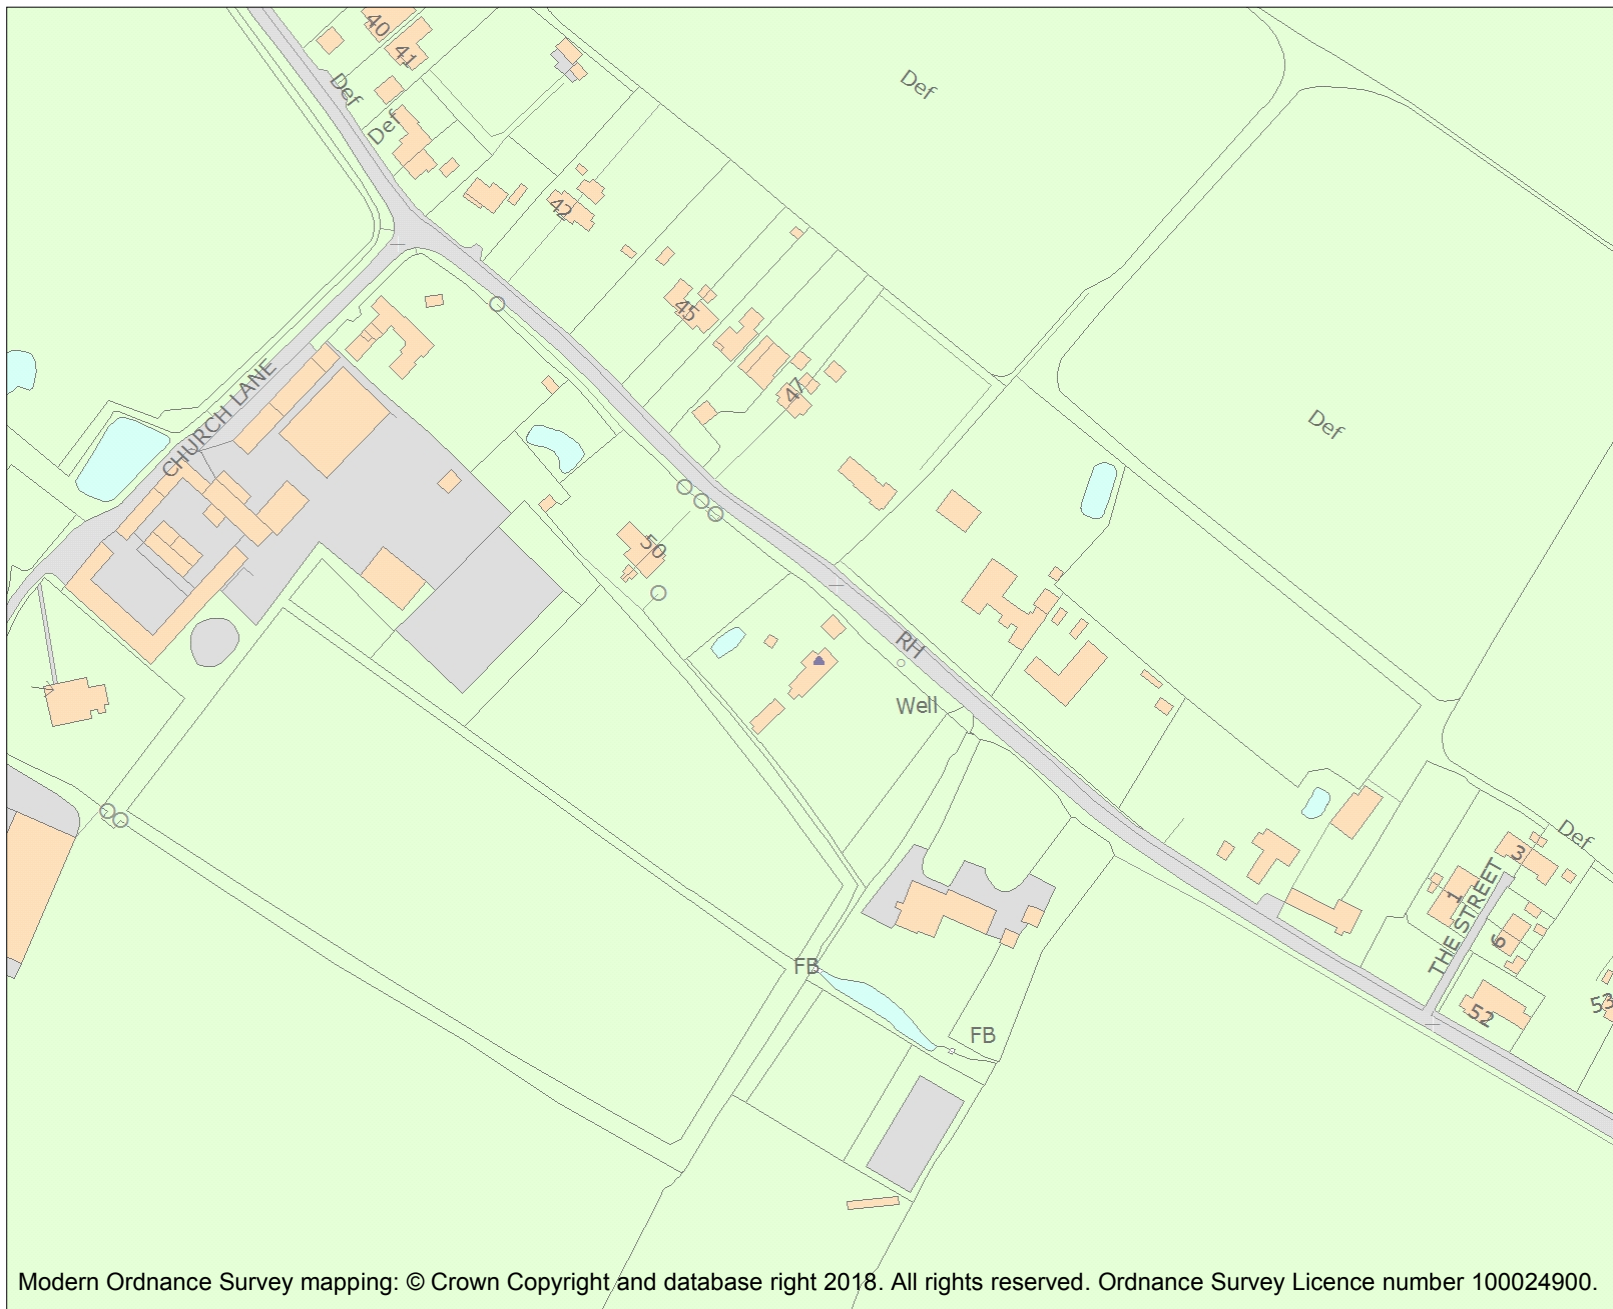 40
41
Def
Def
Def
42
45
47
CHURCH LANE
Def
50
RH
Well
Def
3
1
THE STREET
6
FB
52
53
FB
Modern Ordnance Survey mapping: © Crown Copyright and database right 2018. All rights reserved. Ordnance Survey Licence number 100024900.